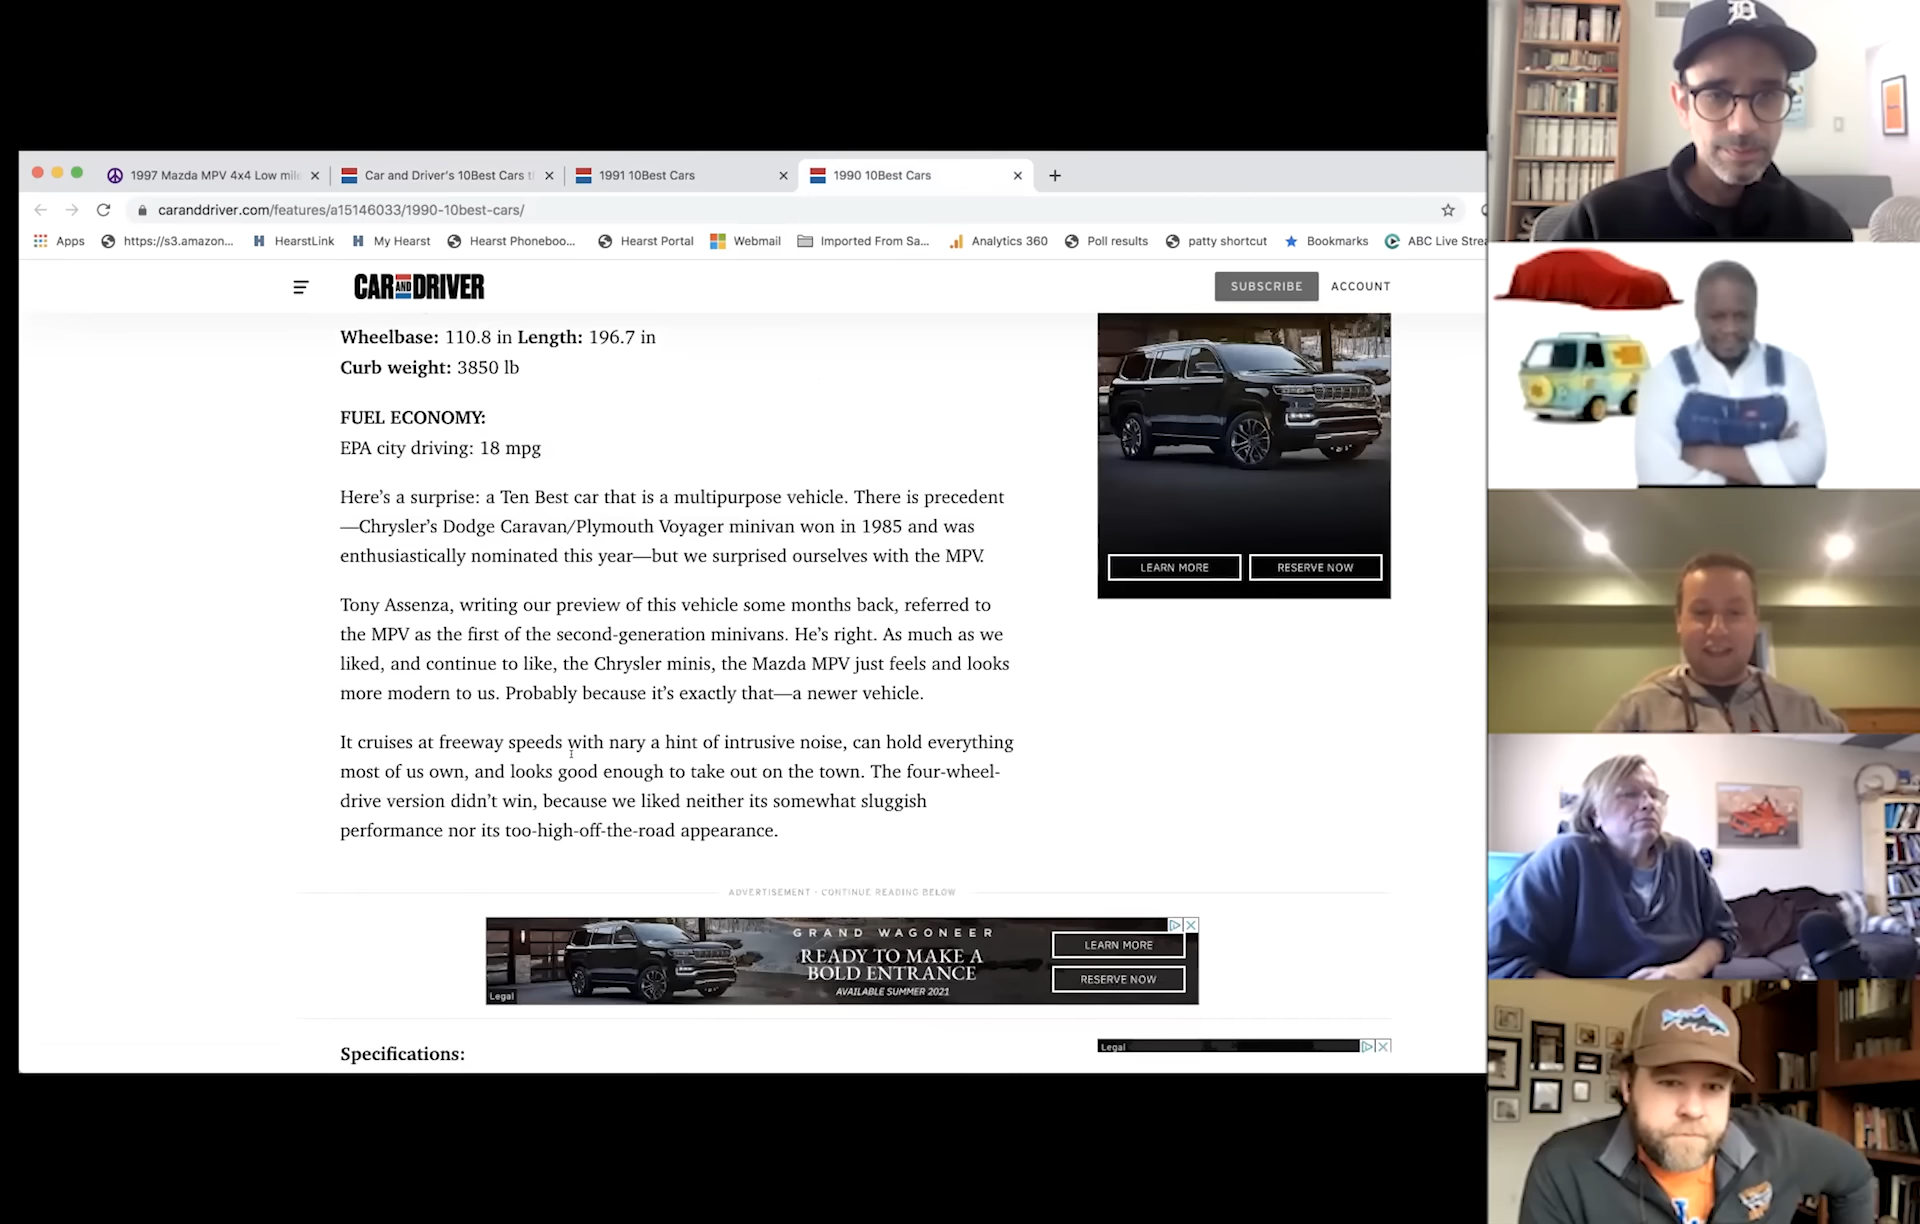 1997 Mazda MPV 4x4 Low mil
Car and Driver's 10Best Cars t
1991 10Best Cars
1990 10Best Cars
caranddriver.com/features/a15146033/1990-10best-cars/
Apps
https://s3.amazon...
HearstLink
My Hearst
Hearst Phoneboo...
Hearst Portal
Webmail
Imported From Sa...
Analytics 360
Poll results
patty shortcut
Bookmarks
ABC Live Strea
CAR AND DRIVER
SUBSCRIBE
ACCOUNT
Wheelbase: 110.8 in Length: 196.7 in
Curb weight: 3850 lb
FUEL ECONOMY:
EPA city driving: 18 mpg
Here's a surprise: a Ten Best car that is a multipurpose vehicle. There is precedent
—Chrysler's Dodge Caravan/Plymouth Voyager minivan won in 1985 and was
enthusiastically nominated this year—but we surprised ourselves with the MPV.
Tony Assenza, writing our preview of this vehicle some months back, referred to
the MPV as the first of the second-generation minivans. He's right. As much as we
liked, and continue to like, the Chrysler minis, the Mazda MPV just feels and looks
more modern to us. Probably because it's exactly that—a newer vehicle.
It cruises at freeway speeds with nary a hint of intrusive noise, can hold everything
most of us own, and looks good enough to take out on the town. The four-wheel-
drive version didn't win, because we liked neither its somewhat sluggish
performance nor its too-high-off-the-road appearance.
LEARN MORE
RESERVE NOW
ADVERTISEMENT - CONTINUE READING BELOW
GRAND WAGONEER
READY TO MAKE A
BOLD ENTRANCE
AVAILABLE SUMMER 2021
LEARN MORE
RESERVE NOW
Legal
Specifications:
Legal
D